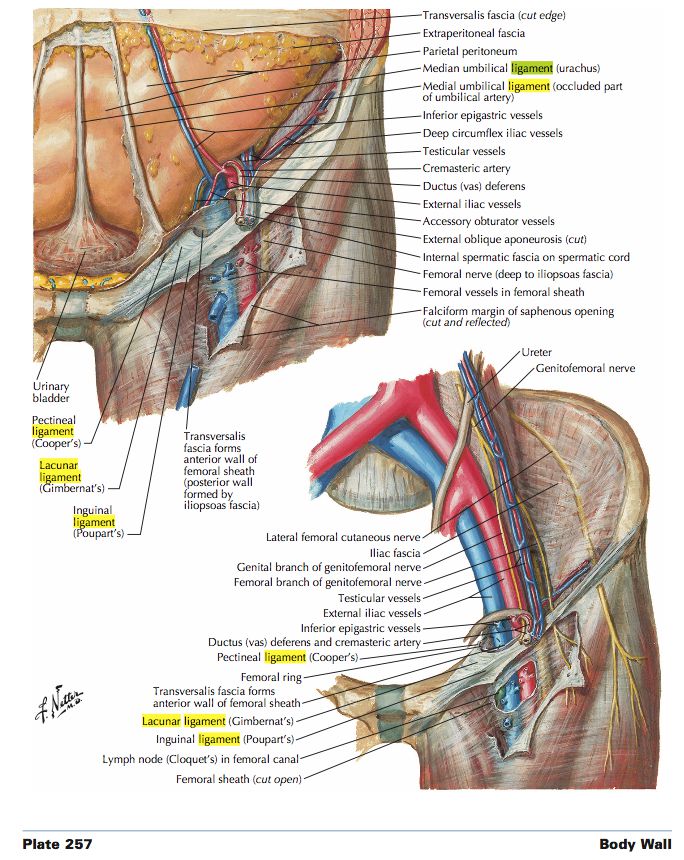 Transversalis fascia (cut edge)
Extraperitoneal fascia
Parietal peritoneum
Median umbilical ligament (urachus)
Medial umbilical ligament (occluded part
of umbilical artery)
Inferior epigastric vessels
Deep circumflex iliac vessels
Testicular vessels
Cremasteric artery
Ductus (vas) deferens
External iliac vessels
Accessory obturator vessels
External oblique aponeurosis (cut)
Internal spermatic fascia on spermatic cord
Femoral nerve (deep to iliopsoas fascia)
Femoral vessels in femoral sheath
Falciform margin of saphenous opening
(cut and reflected)
Urinary
bladder
Pectineal
ligament
(Cooper's)
Lacunar
ligament
(Gimbernat's)
Inguinal
ligament
(Poupart's)
Transversalis
fascia forms
anterior wall of
femoral sheath
(posterior wall
formed by
iliopsoas fascia)
Ureter
Genitofemoral nerve
Lateral femoral cutaneous nerve
Iliac fascia
Genital branch of genitofemoral nerve
Femoral branch of genitofemoral nerve
Testicular vessels
External iliac vessels
Inferior epigastric vessels
Ductus (vas) deferens and cremasteric artery
Pectineal ligament (Cooper's)
Femoral ring
Transversalis fascia forms
anterior wall of femoral sheath
Lacunar ligament (Gimbernat's)
Inguinal ligament (Poupart's)
Lymph node (Cloquet's) in femoral canal
Femoral sheath (cut open)
F. Netter
M.D.
Plate 257
Body Wall